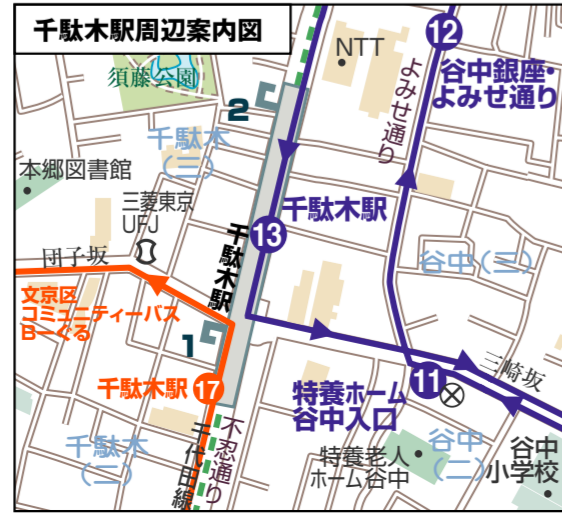 千駄木駅周辺案内図
須藤公園
2
NTT
12
谷中銀座・
よみせ通り
よみせ通り
千駄木
(三)
本郷図書館
三菱東京
UFJ
千駄木駅
13
千駄木駅
谷中(三)
団子坂
文京区
コミュニティーバス
Bーぐる
1
千駄木駅
17
三崎坂
特養ホーム
谷中入口
11
不忍通り
千代田線
千駄木
(二)
特養老人
ホーム谷中
谷中
(二)
谷中
小学校